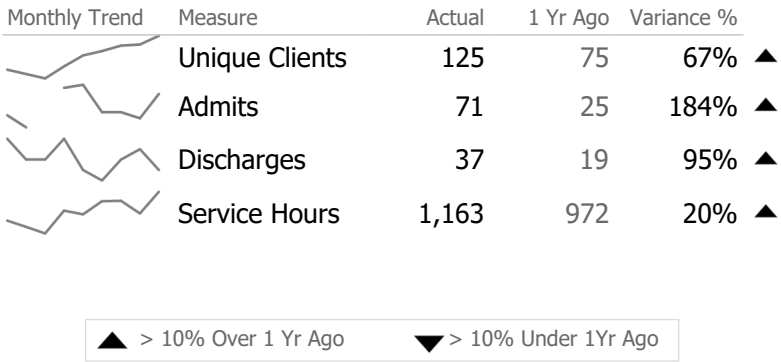 Monthly Trend Measure Actual 1 Yr Ago Variance %
Unique Clients 125 75 67% ▲
Admits 71 25 184% ▲
Discharges 37 19 95% ▲
Service Hours 1,163 972 20% ▲
▲ > 10% Over 1 Yr Ago ▼ > 10% Under 1Yr Ago